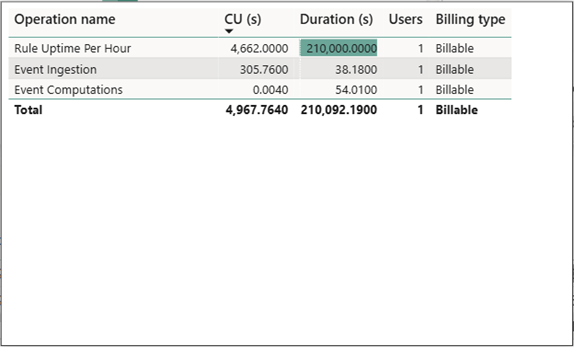 Operation name CU (s) Duration (s) Users Billing type
Rule Uptime Per Hour 4,662.0000 210,000.0000 1 Billable
Event Ingestion 305.7600 38.1800 1 Billable
Event Computations 0.0040 54.0100 1 Billable
Total 4,967.7640 210,092.1900 1 Billable